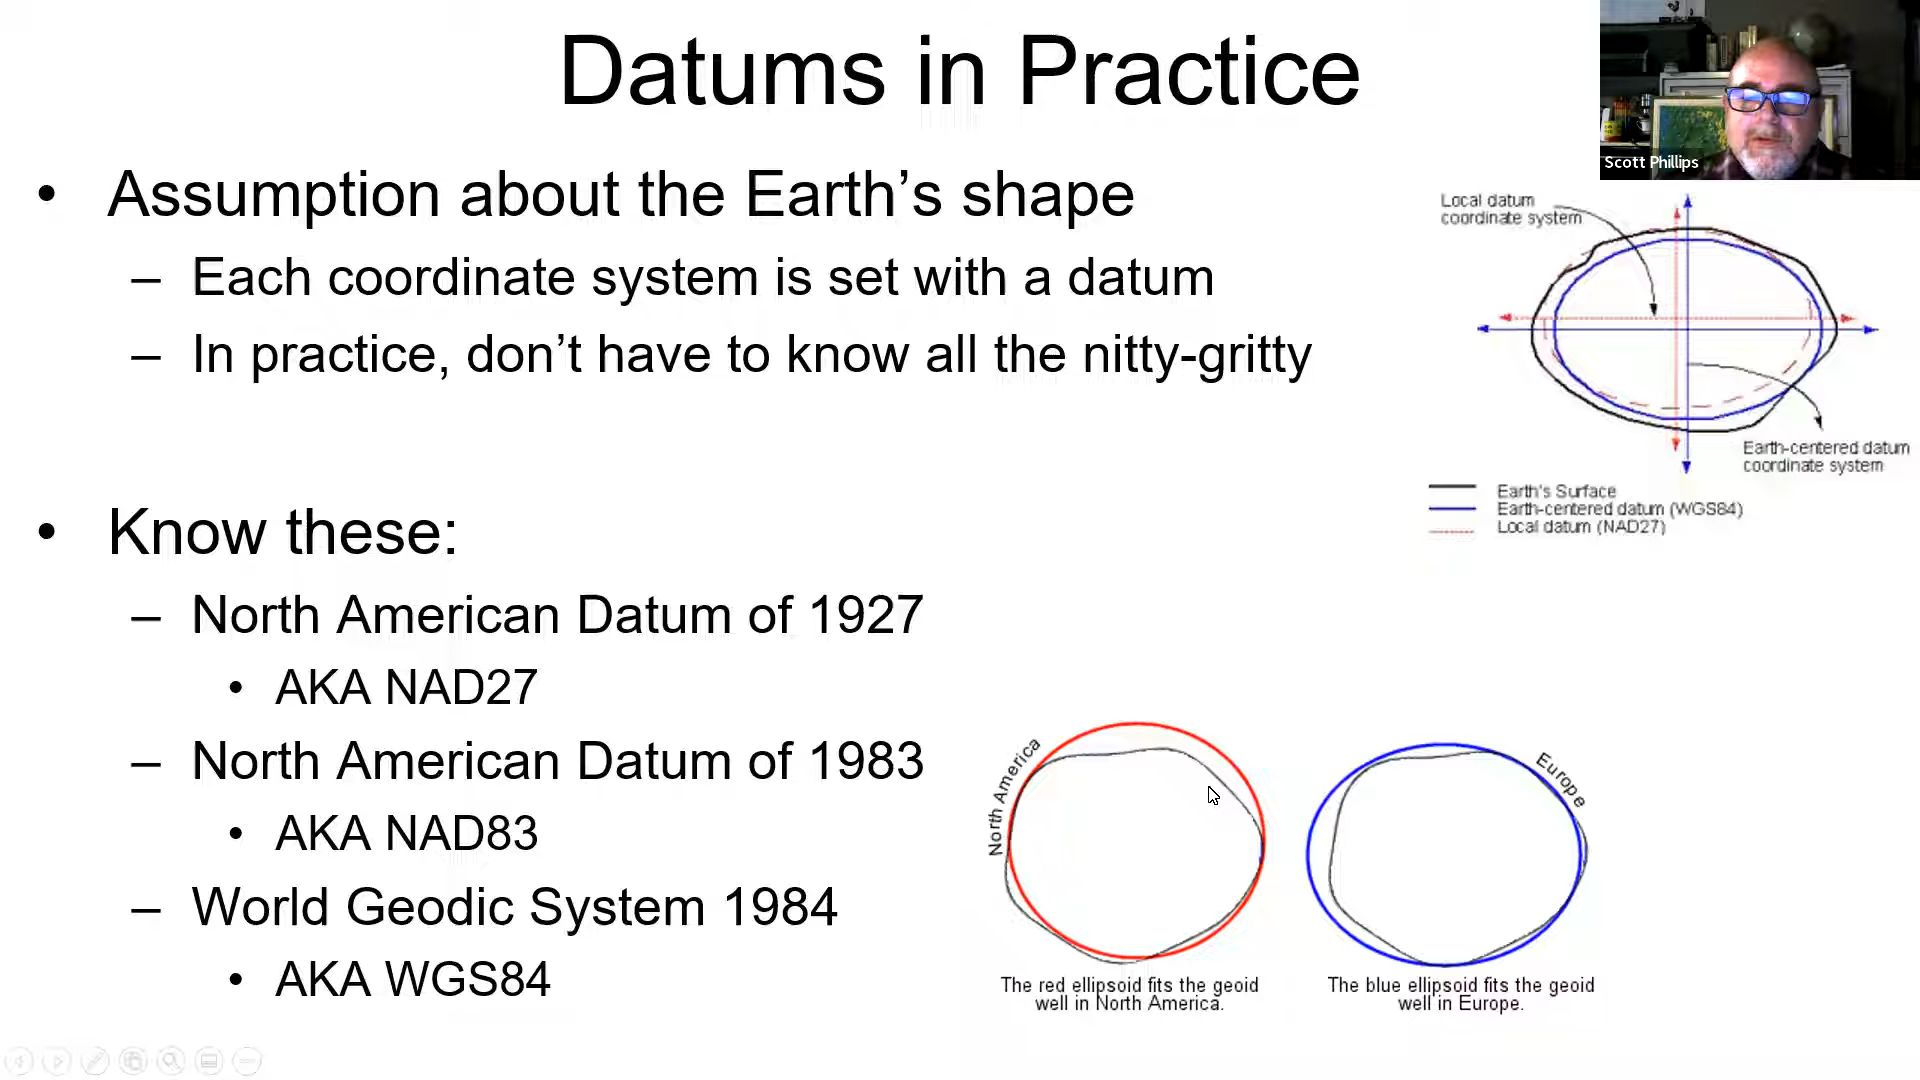 Datums in Practice
Scott Phillips
• Assumption about the Earth’s shape
– Each coordinate system is set with a datum
– In practice, don’t have to know all the nitty-gritty
Local datum
coordinate system
Earth-centered datum
coordinate system
Earth's Surface
Earth-centered datum (WGS84)
Local datum (NAD27)
• Know these:
– North American Datum of 1927
• AKA NAD27
– North American Datum of 1983
• AKA NAD83
– World Geodic System 1984
• AKA WGS84
North America
The red ellipsoid fits the geoid
well in North America.
Europe
The blue ellipsoid fits the geoid
well in Europe.